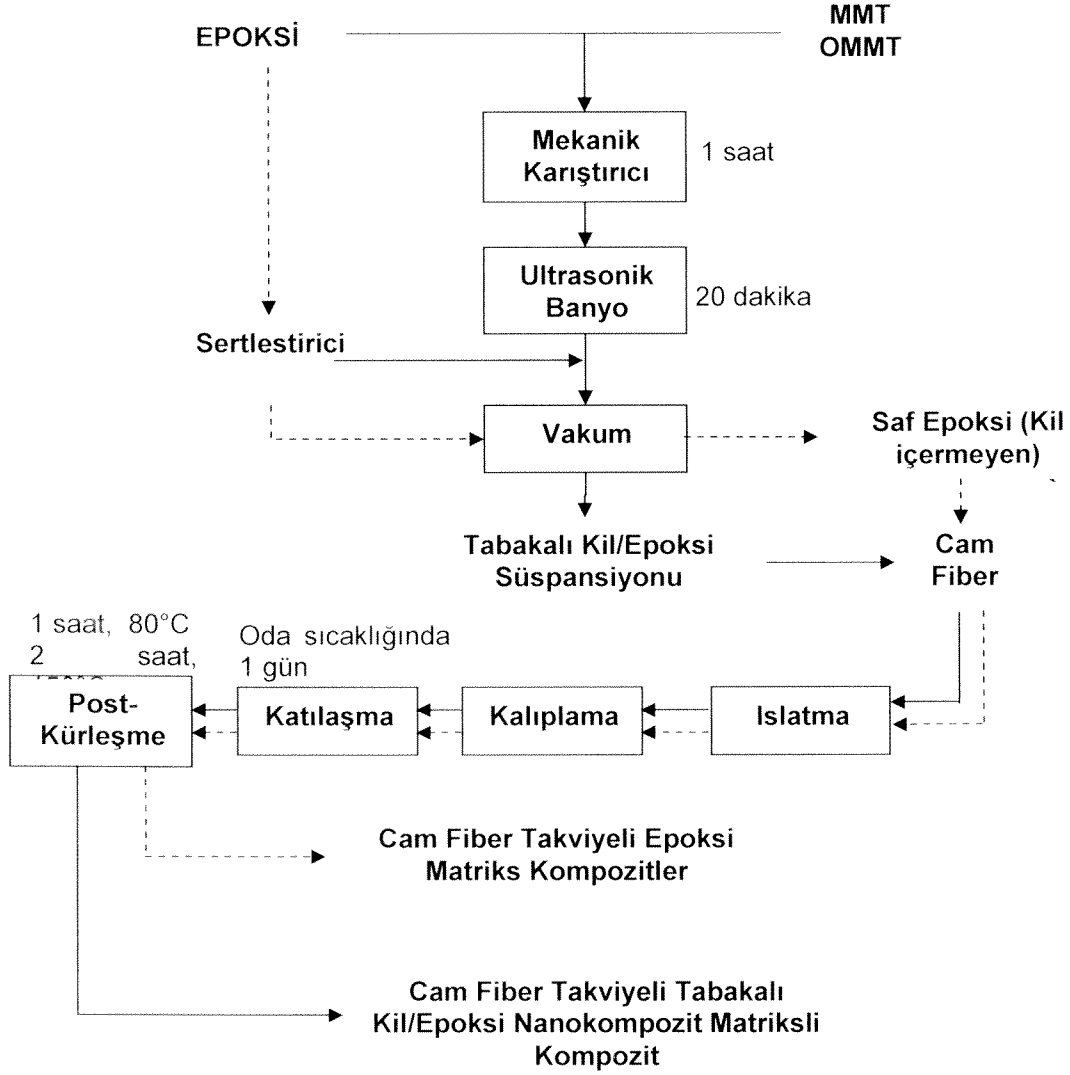 EPOKSİ
MMT
OMMT
Mekanik
Karıştırıcı
1 saat
Ultrasonik
Banyo
20 dakika
Sertlestirici
Vakum
Saf Epoksi (Kil
içermeyen)
Tabakalı Kil/Epoksi
Süspansiyonu
Cam
Fiber
1 saat, 80°C
2 saat,
Oda sıcaklığında
1 gün
Post-
Kürleşme
Katılaşma
Kalıplama
Islatma
Cam Fiber Takviyeli Epoksi
Matriks Kompozitler
Cam Fiber Takviyeli Tabakalı
Kil/Epoksi Nanokompozit Matriksli
Kompozit